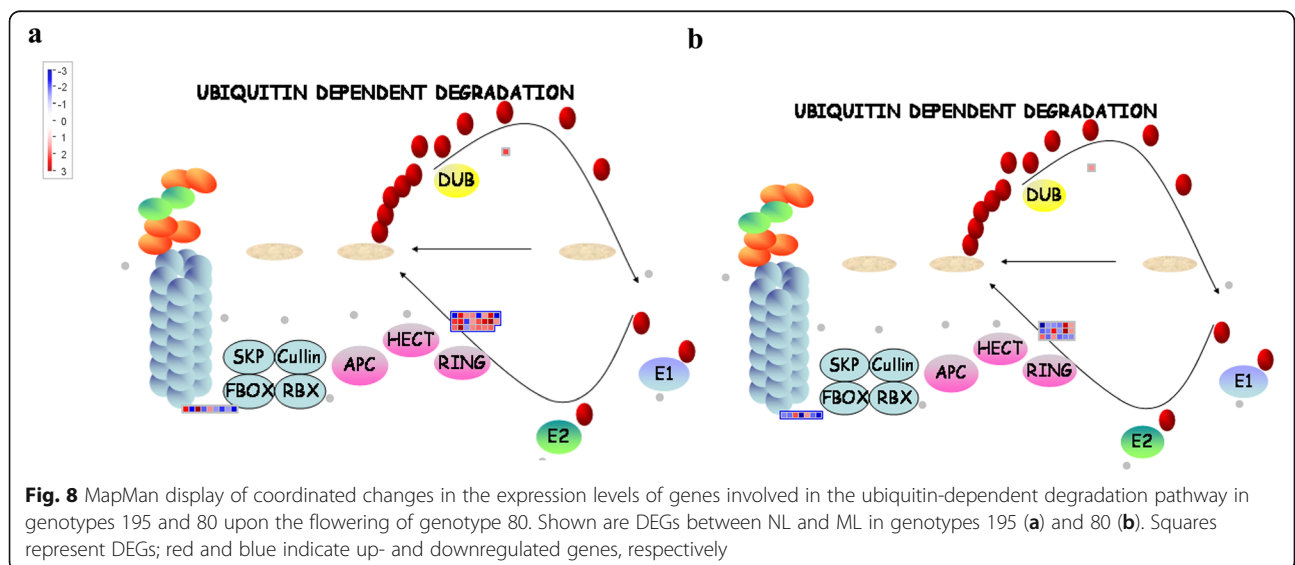 a
b
-3
-2
-1
0
1
2
3
UBIQUITIN DEPENDENT DEGRADATION
DUB
HECT
SKP Cullin APC RING
FBOX RBX
E1
E2
UBIQUITIN DEPENDENT DEGRADATION
DUB
HECT
SKP Cullin APC RING
FBOX RBX
E1
E2
Fig. 8 MapMan display of coordinated changes in the expression levels of genes involved in the ubiquitin-dependent degradation pathway in
genotypes 195 and 80 upon the flowering of genotype 80. Shown are DEGs between NL and ML in genotypes 195 (a) and 80 (b). Squares
represent DEGs; red and blue indicate up- and downregulated genes, respectively